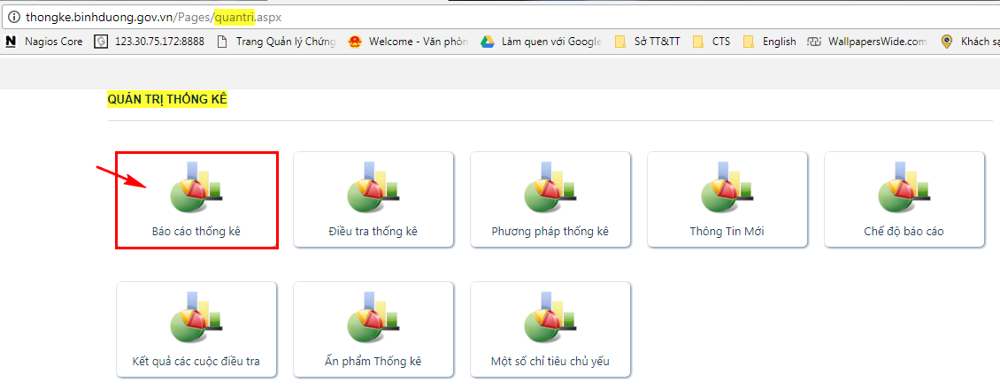 thongke.binhduong.gov.vn/Pages/quantri.aspx
Nagios Core 123.30.75.172:8888 Trang Quản lý Chứng Welcome - Văn phòn Làm quen với Google Sở TT&TT CTS English WallpapersWide.com Khách sạ
QUẢN TRỊ THỐNG KÊ
Báo cáo thống kê Điều tra thống kê Phương pháp thống kê Thông Tin Mới Chế độ báo cáo
Kết quả các cuộc điều tra Ấn phẩm Thống kê Một số chỉ tiêu chủ yếu